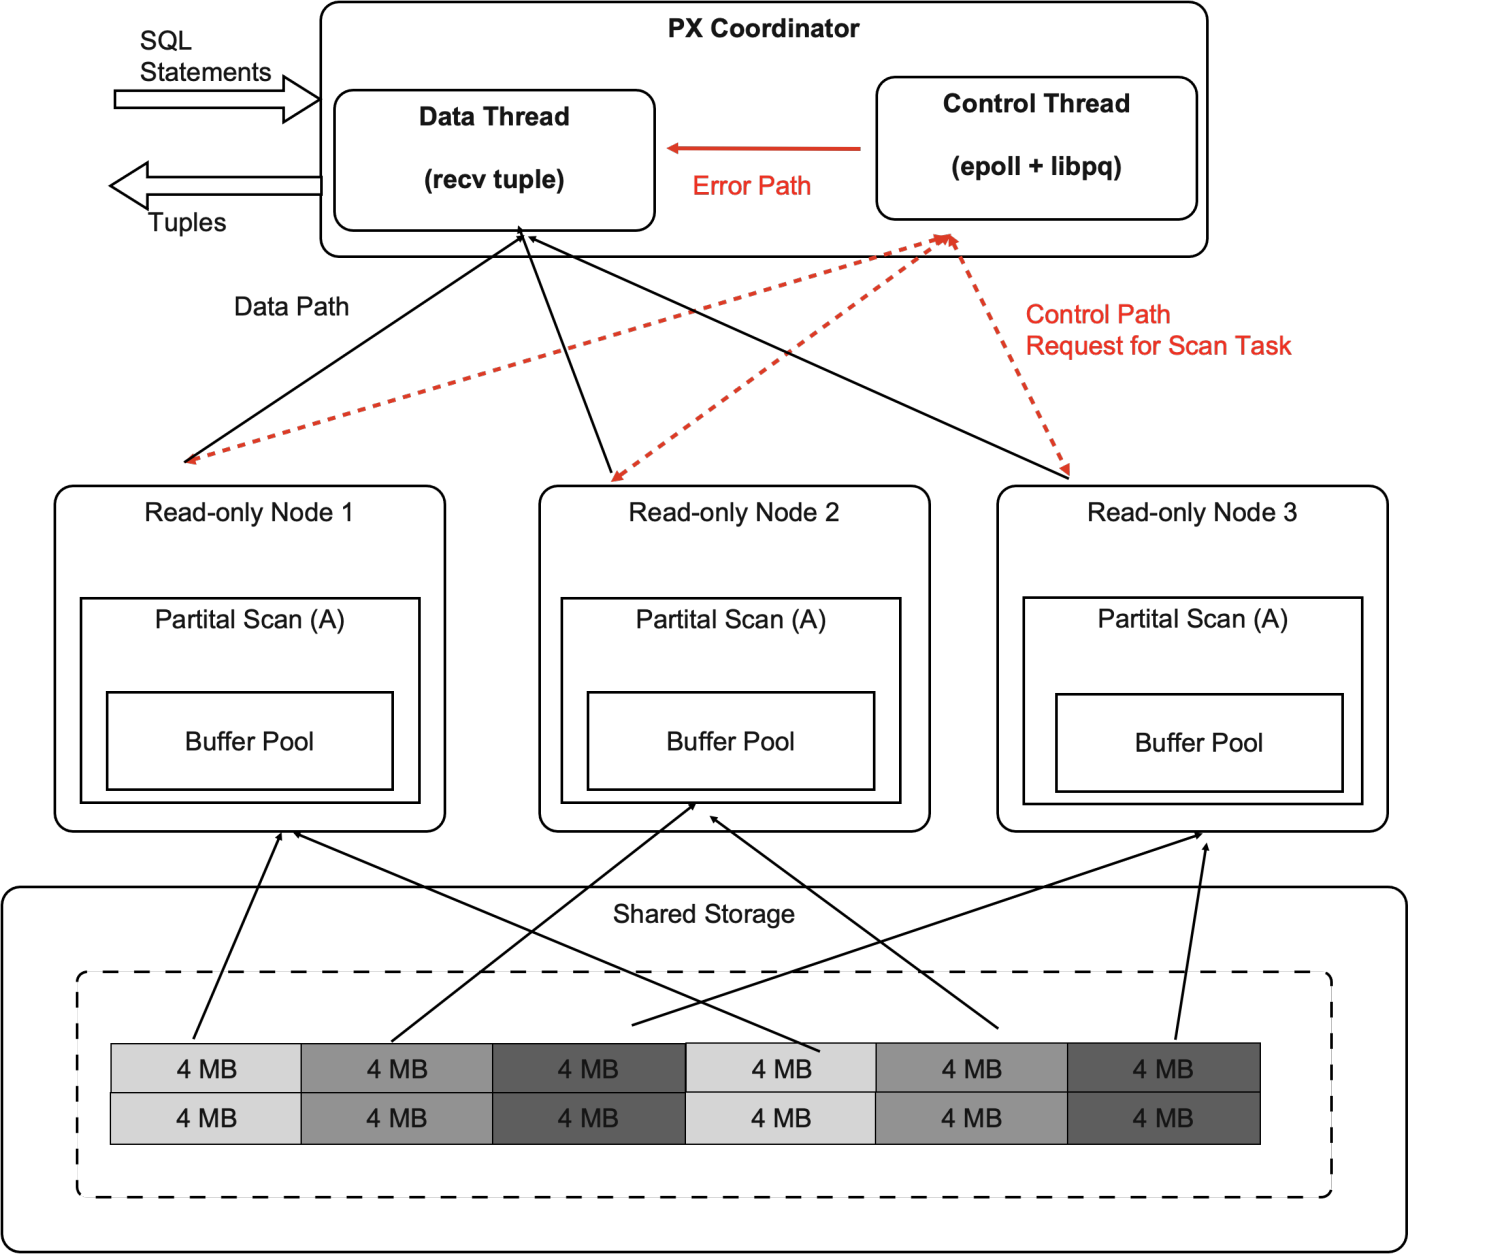 PX Coordinator
SQL
Statements
Tuples
Data Thread
(recv tuple)
Error Path
Control Thread
(epoll + libpq)
Data Path
Control Path
Request for Scan Task
Read-only Node 1
Partital Scan (A)
Buffer Pool
Read-only Node 2
Partital Scan (A)
Buffer Pool
Read-only Node 3
Partital Scan (A)
Buffer Pool
Shared Storage
4 MB 4 MB 4 MB 4 MB 4 MB 4 MB
4 MB 4 MB 4 MB 4 MB 4 MB 4 MB